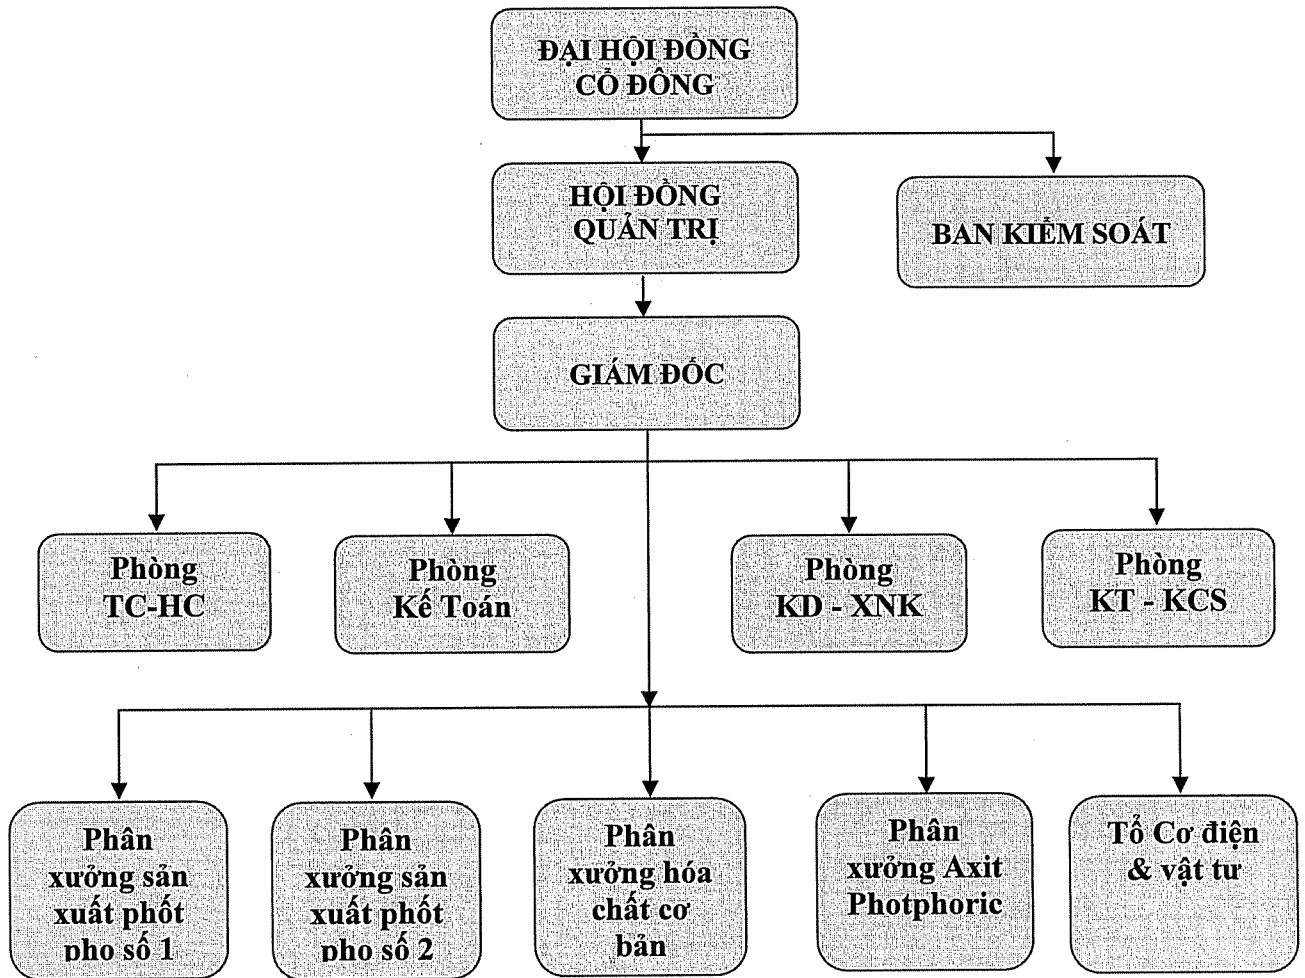 ĐẠI HỘI ĐỒNG
CỔ ĐÔNG
HỘI ĐỒNG
QUẢN TRỊ
BAN KIỂM SOÁT
GIÁM ĐỐC
Phòng
TC-HC
Phòng
Kế Toán
Phòng
KD - XNK
Phòng
KT - KCS
Phân
xưởng sản
xuất phốt
pho số 1
Phân
xưởng sản
xuất phốt
pho số 2
Phân
xưởng hóa
chất cơ
bản
Phân
xưởng Axit
Photphoric
Tổ Cơ điện
& vật tư